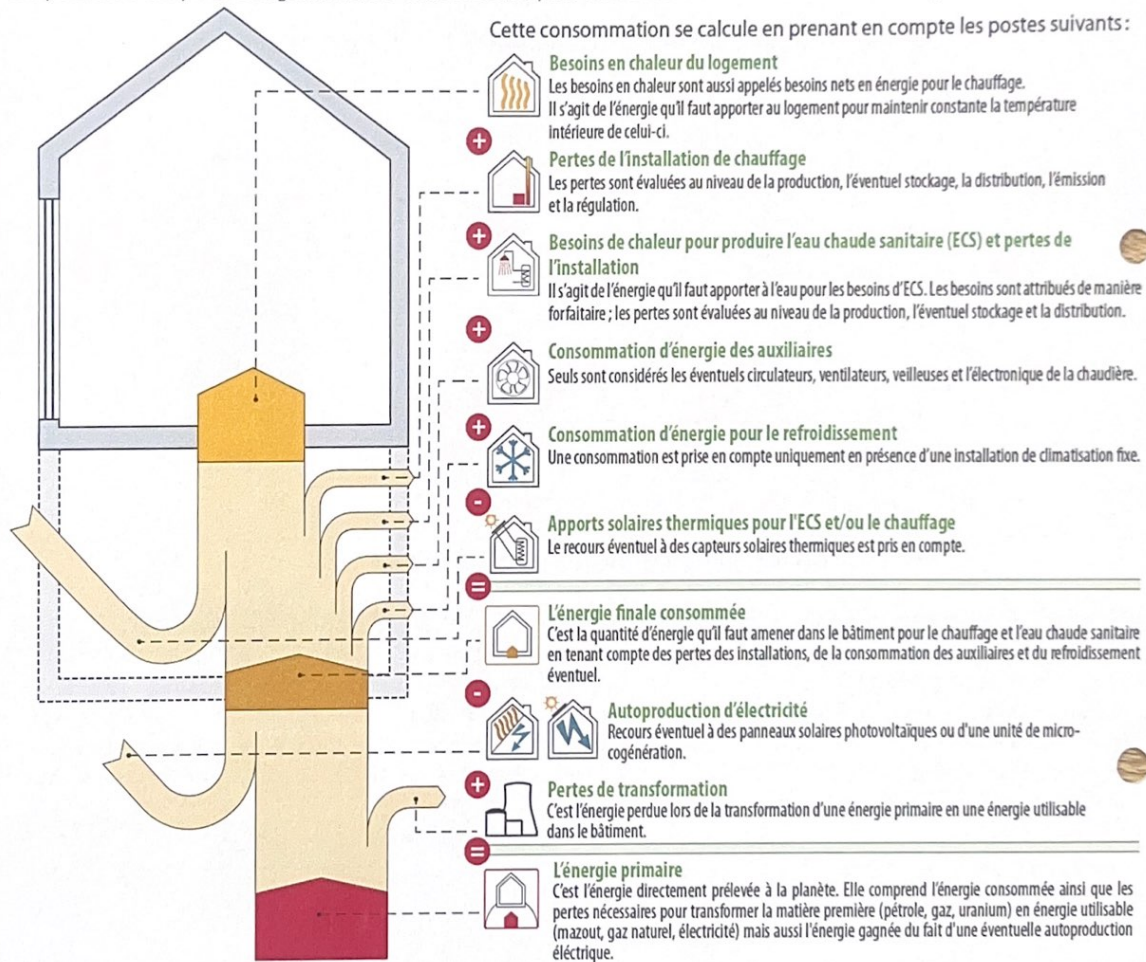 Cette consommation se calcule en prenant en compte les postes suivants:
Besoins en chaleur du logement
Les besoins en chaleur sont aussi appelés besoins nets en énergie pour le chauffage.
Il s'agit de l'énergie qu'il faut apporter au logement pour maintenir constante la température
intérieure de celui-ci.
+
Pertes de l'installation de chauffage
Les pertes sont évaluées au niveau de la production, l'éventuel stockage, la distribution, l'émission
et la régulation.
+
Besoins de chaleur pour produire l'eau chaude sanitaire (ECS) et pertes de
l'installation
Il s'agit de l'énergie qu'il faut apporter à l'eau pour les besoins d'ECS. Les besoins sont attribués de manière
forfaitaire ; les pertes sont évaluées au niveau de la production, l'éventuel stockage et la distribution.
+
Consommation d'énergie des auxiliaires
Seuls sont considérés les éventuels circulateurs, ventilateurs, veilleuses et l'électronique de la chaudière.
+
Consommation d'énergie pour le refroidissement
Une consommation est prise en compte uniquement en présence d'une installation de climatisation fixe.
-
Apports solaires thermiques pour l'ECS et/ou le chauffage
Le recours éventuel à des capteurs solaires thermiques est pris en compte.
=
L'énergie finale consommée
C'est la quantité d'énergie qu'il faut amener dans le bâtiment pour le chauffage et l'eau chaude sanitaire
en tenant compte des pertes des installations, de la consommation des auxiliaires et du refroidissement
éventuel.
-
Autoproduction d'électricité
Recours éventuel à des panneaux solaires photovoltaïques ou d'une unité de micro-
cogénération.
+
Pertes de transformation
C'est l'énergie perdue lors de la transformation d'une énergie primaire en une énergie utilisable
dans le bâtiment.
=
L'énergie primaire
C'est l'énergie directement prélevée à la planète. Elle comprend l'énergie consommée ainsi que les
pertes nécessaires pour transformer la matière première (pétrole, gaz, uranium) en énergie utilisable
(mazout, gaz naturel, électricité) mais aussi l'énergie gagnée du fait d'une éventuelle autoproduction
éléctrique.